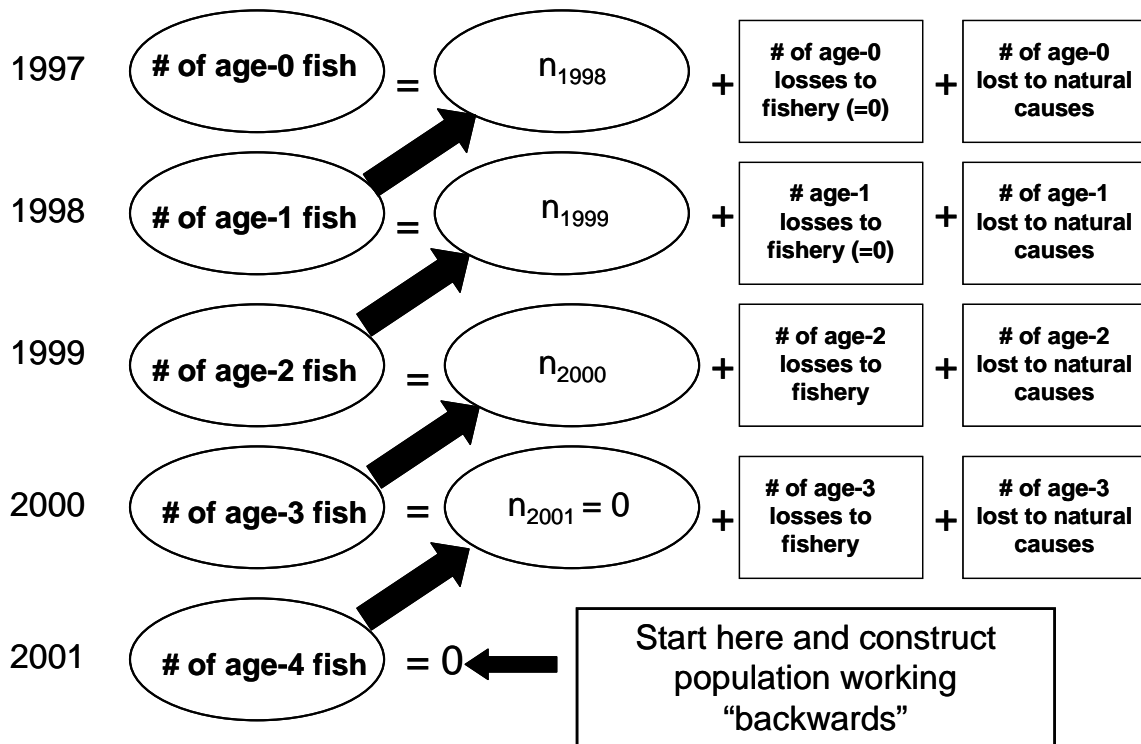 1997
# of age-0 fish
=
n1998
+
# of age-0
losses to
fishery (=0)
+
# of age-0
lost to natural
causes
1998
# of age-1 fish
=
n1999
+
# age-1
losses to
fishery (=0)
+
# of age-1
lost to natural
causes
1999
# of age-2 fish
=
n2000
+
# of age-2
losses to
fishery
+
# of age-2
lost to natural
causes
2000
# of age-3 fish
=
n2001 = 0
+
# of age-3
losses to
fishery
+
# of age-3
lost to natural
causes
2001
# of age-4 fish
= 0
Start here and construct
population working
“backwards”